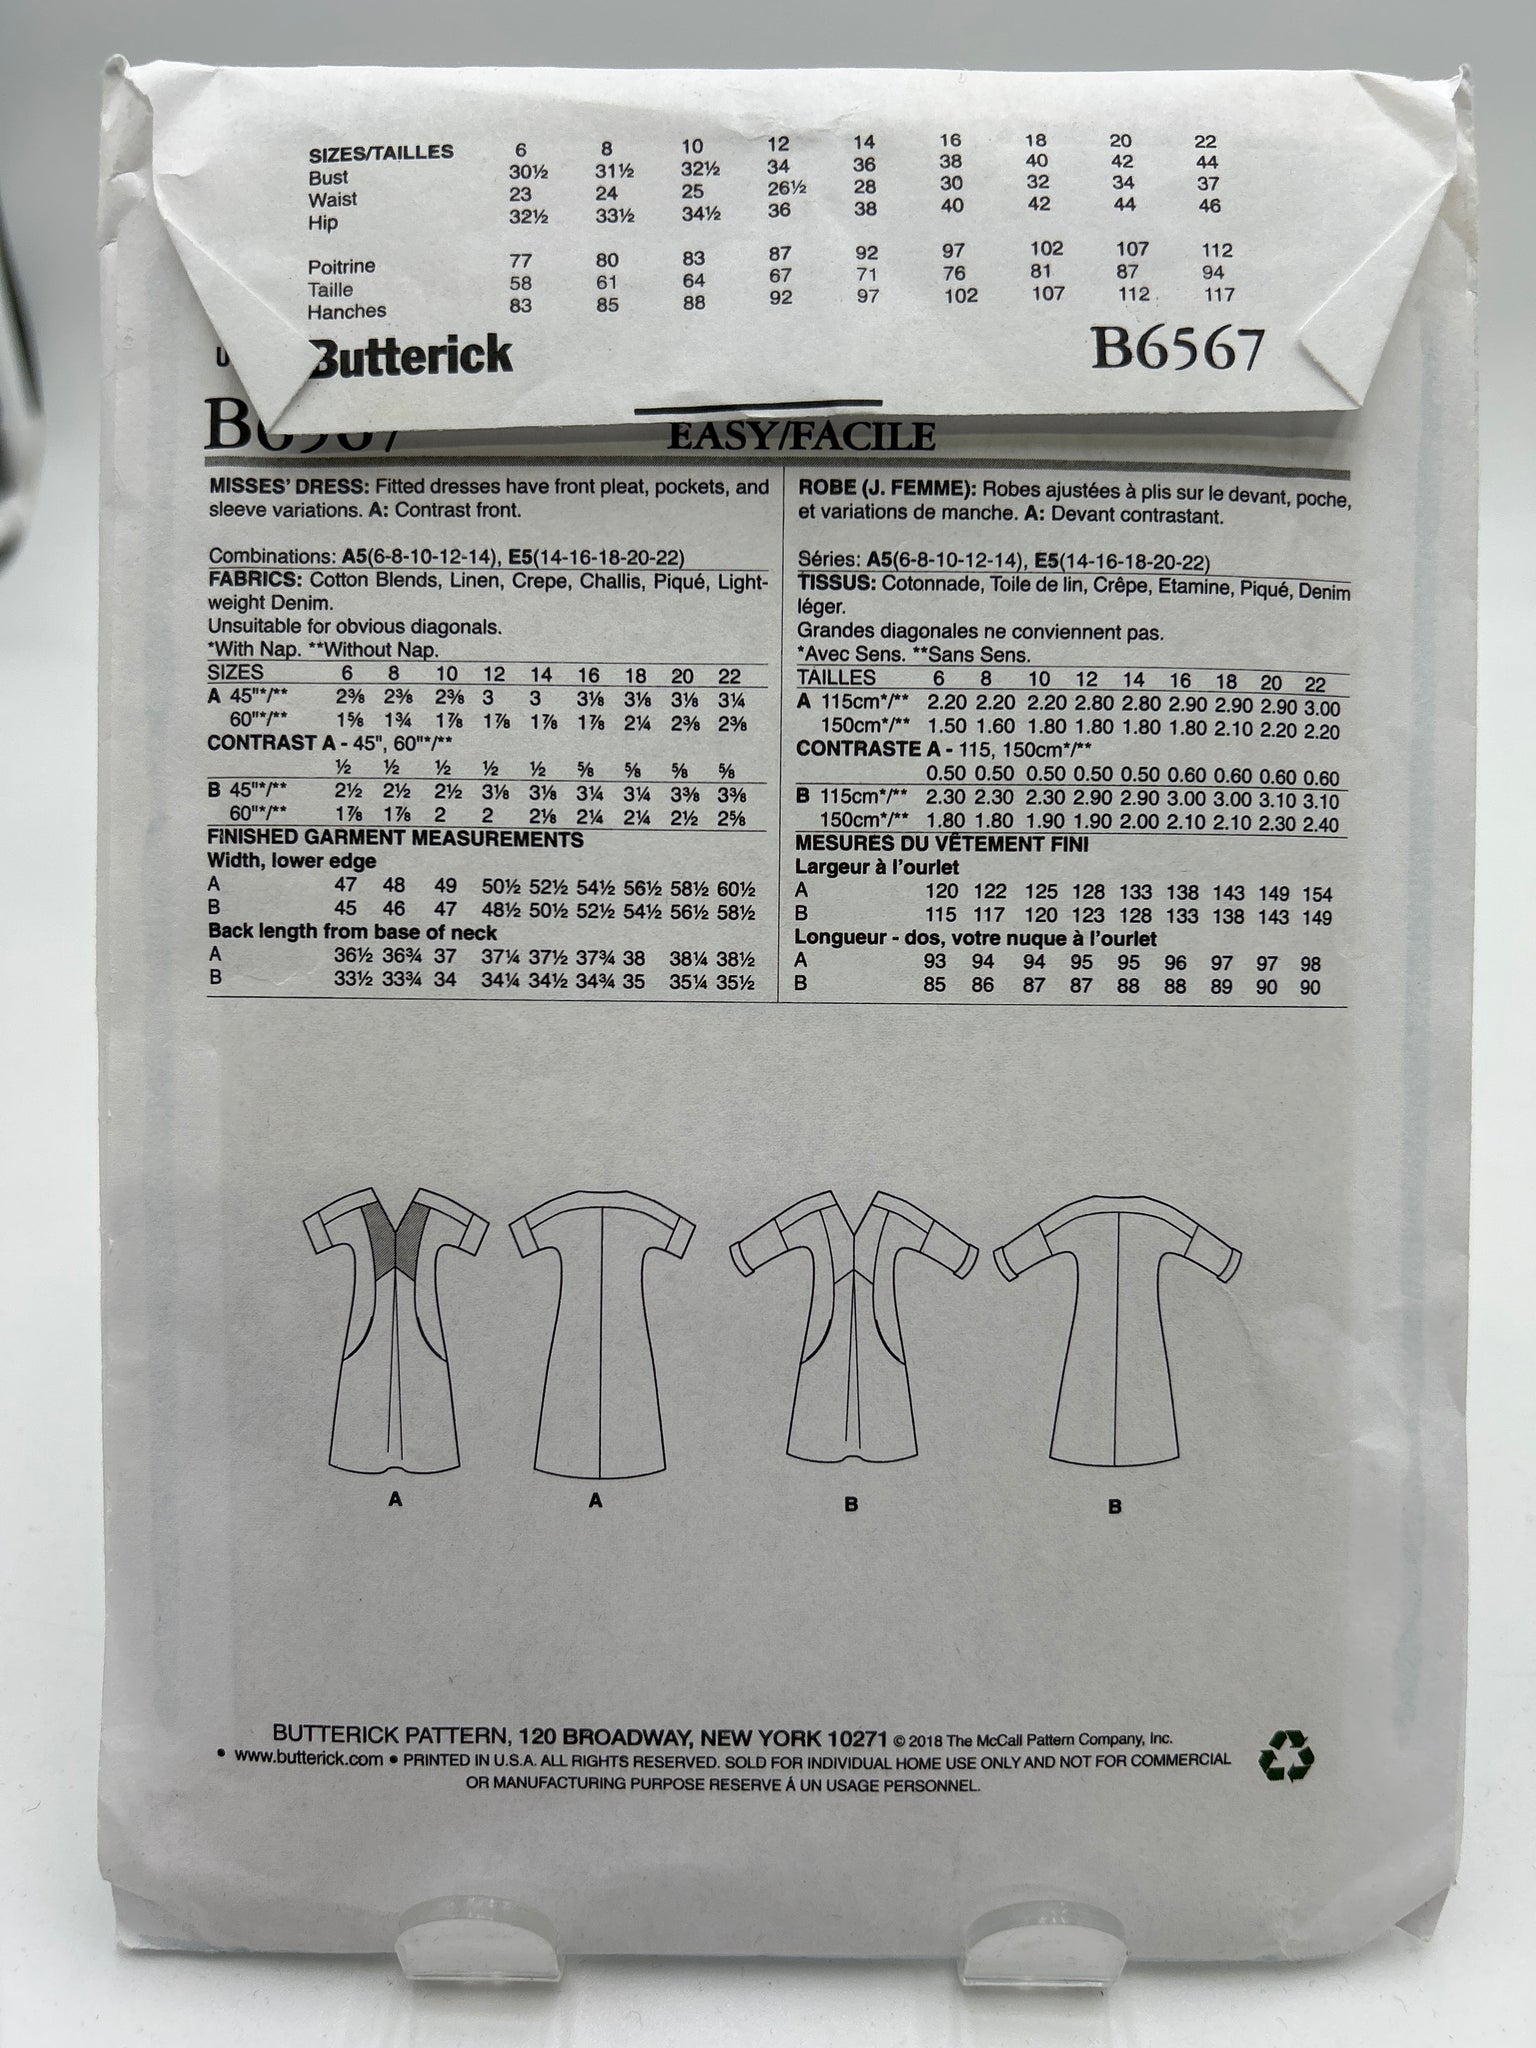 SIZES/TAILLES 6 8 10 12 14 16 18 20 22
Bust 30½ 31½ 32½ 34 36 38 40 42 44
Waist 23 24 25 26½ 28 30 32 34 37
Hip 32½ 33½ 34½ 36 38 40 42 44 46
Poitrine 77 80 83 87 92 97 102 107 112
Taille 58 61 64 67 71 76 81 87 94
Hanches 83 85 88 92 97 102 107 112 117
Butterick B6567
B6567 EASY/FACILE
MISSES' DRESS: Fitted dresses have front pleat, pockets, and
sleeve variations. A: Contrast front.
Combinations: A5(6-8-10-12-14), E5(14-16-18-20-22)
FABRICS: Cotton Blends, Linen, Crepe, Challis, Piqué, Light-
weight Denim.
Unsuitable for obvious diagonals.
*With Nap. **Without Nap.
SIZES 6 8 10 12 14 16 18 20 22
A 45"*/** 2⅜ 2⅜ 2⅜ 3 3 3⅛ 3⅛ 3⅛ 3¼
60"*/** 1⅝ 1¾ 1⅞ 1⅞ 1⅞ 1⅞ 2¼ 2⅜ 2⅜
CONTRAST A - 45", 60"*/**
½ ½ ½ ½ ½ ⅝ ⅝ ⅝ ⅝
B 45"*/** 2½ 2½ 2½ 3⅛ 3⅛ 3¼ 3¼ 3⅜ 3⅜
60"*/** 1⅞ 1⅞ 2 2 2⅛ 2¼ 2¼ 2½ 2⅝
FINISHED GARMENT MEASUREMENTS
Width, lower edge
A 47 48 49 50½ 52½ 54½ 56½ 58½ 60½
B 45 46 47 48½ 50½ 52½ 54½ 56½ 58½
Back length from base of neck
A 36½ 36¾ 37 37¼ 37½ 37¾ 38 38¼ 38½
B 33½ 33¾ 34 34¼ 34½ 34¾ 35 35¼ 35½
ROBE (J. FEMME): Robes ajustées à plis sur le devant, poche,
et variations de manche. A: Devant contrastant.
Séries: A5(6-8-10-12-14), E5(14-16-18-20-22)
TISSUS: Cotonnade, Toile de lin, Crêpe, Etamine, Piqué, Denim
léger.
Grandes diagonales ne conviennent pas.
*Avec Sens. **Sans Sens.
TAILLES 6 8 10 12 14 16 18 20 22
A 115cm*/** 2.20 2.20 2.20 2.80 2.80 2.90 2.90 2.90 3.00
150cm*/** 1.50 1.60 1.80 1.80 1.80 1.80 2.10 2.20 2.20
CONTRASTE A - 115, 150cm*/**
0.50 0.50 0.50 0.50 0.50 0.60 0.60 0.60 0.60
B 115cm*/** 2.30 2.30 2.30 2.90 2.90 3.00 3.00 3.10 3.10
150cm*/** 1.80 1.80 1.90 1.90 2.00 2.10 2.10 2.30 2.40
MESURES DU VÊTEMENT FINI
Largeur à l'ourlet
A 120 122 125 128 133 138 143 149 154
B 115 117 120 123 128 133 138 143 149
Longueur - dos, votre nuque à l'ourlet
A 93 94 94 95 95 96 97 97 98
B 85 86 87 87 88 88 89 90 90
A A B B
BUTTERICK PATTERN, 120 BROADWAY, NEW YORK 10271 © 2018 The McCall Pattern Company, Inc.
• www.butterick.com • PRINTED IN U.S.A. ALL RIGHTS RESERVED. SOLD FOR INDIVIDUAL HOME USE ONLY AND NOT FOR COMMERCIAL
OR MANUFACTURING PURPOSE RESERVE Á UN USAGE PERSONNEL.